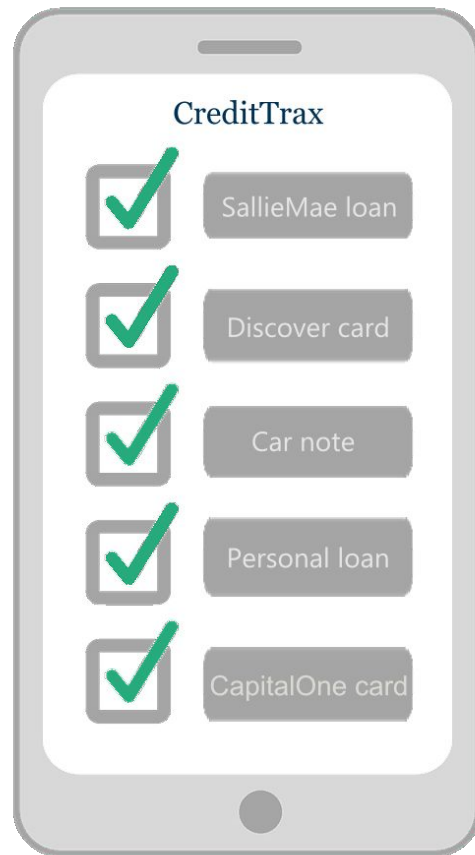 CreditTrax
SallieMae loan
Discover card
Car note
Personal loan
CapitalOne card